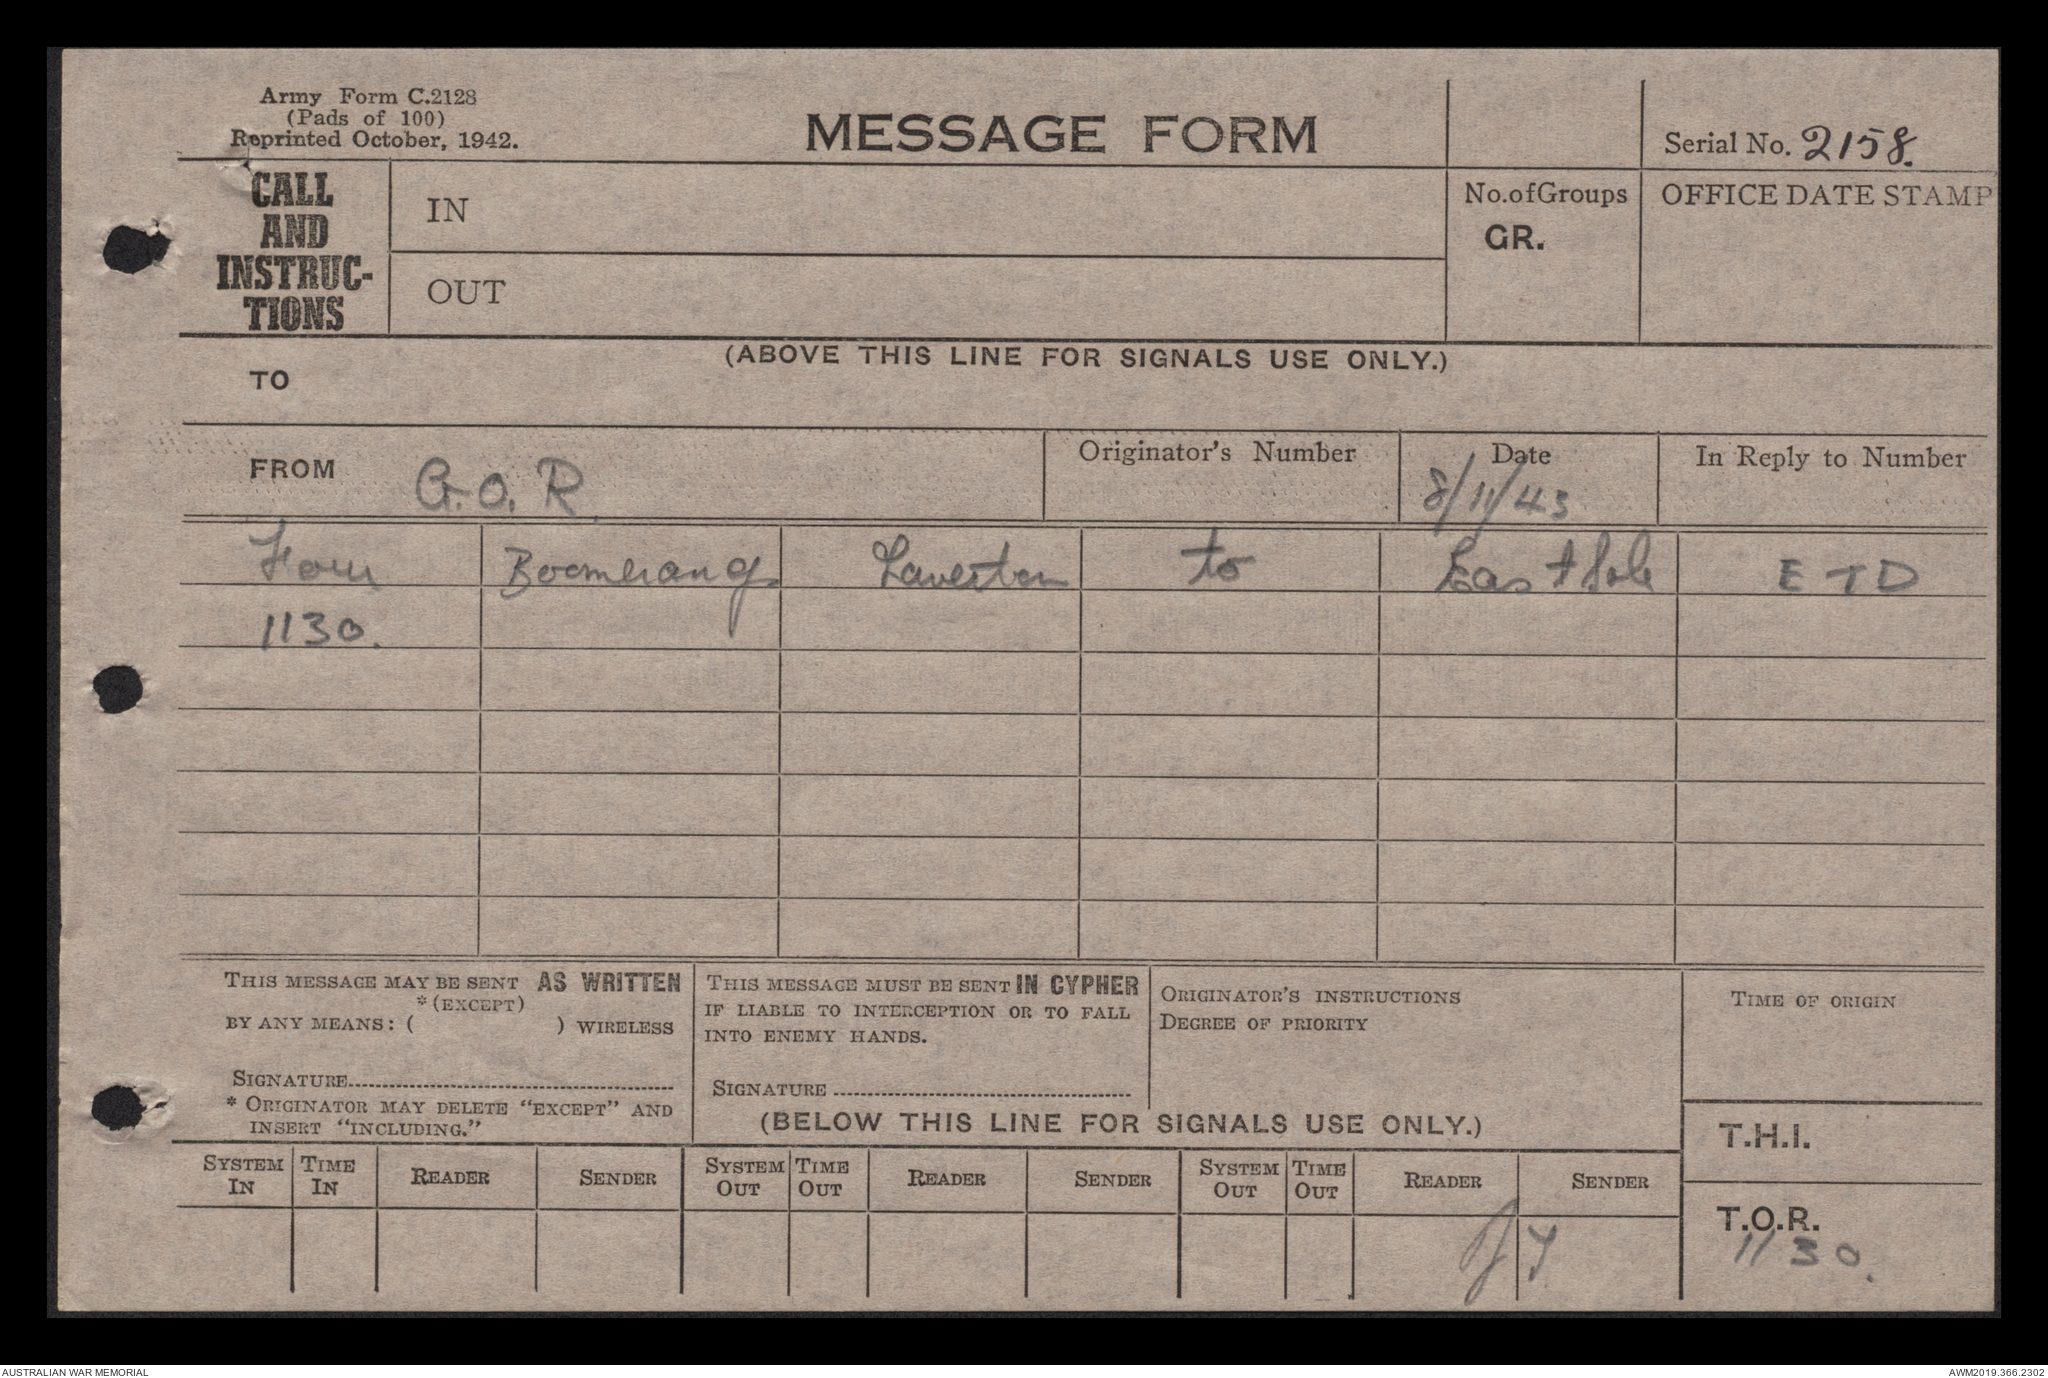 Army Form C.2128
(Pads of 100)
Reprinted October, 1942.
MESSAGE FORM
Serial No. 2158.
CALL
AND
INSTRUC-
TIONS
IN
OUT
No.of Groups
GR.
OFFICE DATE STAMP
(ABOVE THIS LINE FOR SIGNALS USE ONLY.)
TO
FROM G.O.R.
Originator's Number
Date
8/11/43
In Reply to Number
Four Boomerang Laverton to East Sale E T D
1130.
THIS MESSAGE MAY BE SENT AS WRITTEN
*(EXCEPT)
BY ANY MEANS: ( ) WIRELESS
SIGNATURE
* ORIGINATOR MAY DELETE "EXCEPT" AND
INSERT "INCLUDING."
THIS MESSAGE MUST BE SENT IN CYPHER
IF LIABLE TO INTERCEPTION OR TO FALL
INTO ENEMY HANDS.
SIGNATURE
ORIGINATOR'S INSTRUCTIONS
DEGREE OF PRIORITY
TIME OF ORIGIN
(BELOW THIS LINE FOR SIGNALS USE ONLY.)
T.H.I.
SYSTEM IN TIME IN READER SENDER SYSTEM OUT TIME OUT READER SENDER SYSTEM OUT TIME OUT READER SENDER
T.O.R.
1130.
AUSTRALIAN WAR MEMORIAL
AWM2019.366.2302